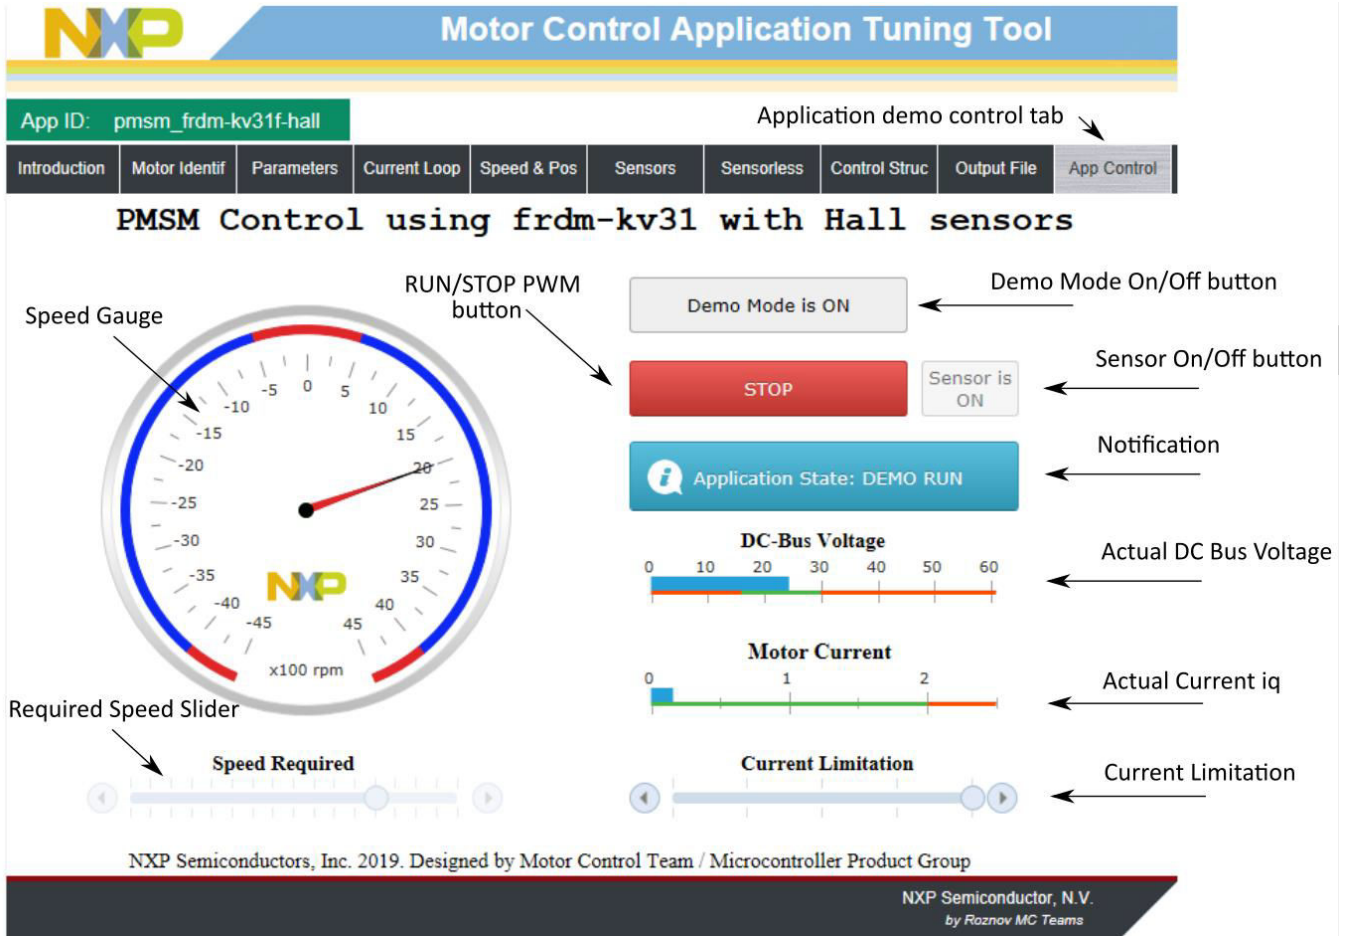 NXP
Motor Control Application Tuning Tool
App ID: pmsm_frdm-kv31f-hall
Application demo control tab
Introduction Motor Identif Parameters Current Loop Speed & Pos Sensors Sensorless Control Struc Output File App Control
PMSM Control using frdm-kv31 with Hall sensors
RUN/STOP PWM
button
Speed Gauge
Demo Mode is ON
Demo Mode On/Off button
STOP
Sensor is
ON
Sensor On/Off button
Application State: DEMO RUN
Notification
-45
-40
-35
-30
-25
-20
-15
-10
-5
0
5
10
15
20
25
30
35
40
45
NXP
x100 rpm
DC-Bus Voltage
0 10 20 30 40 50 60
Actual DC Bus Voltage
Motor Current
0 1 2
Actual Current iq
Required Speed Slider
Speed Required
Current Limitation
Current Limitation
NXP Semiconductors, Inc. 2019. Designed by Motor Control Team / Microcontroller Product Group
NXP Semiconductor, N.V.
by Roznov MC Teams